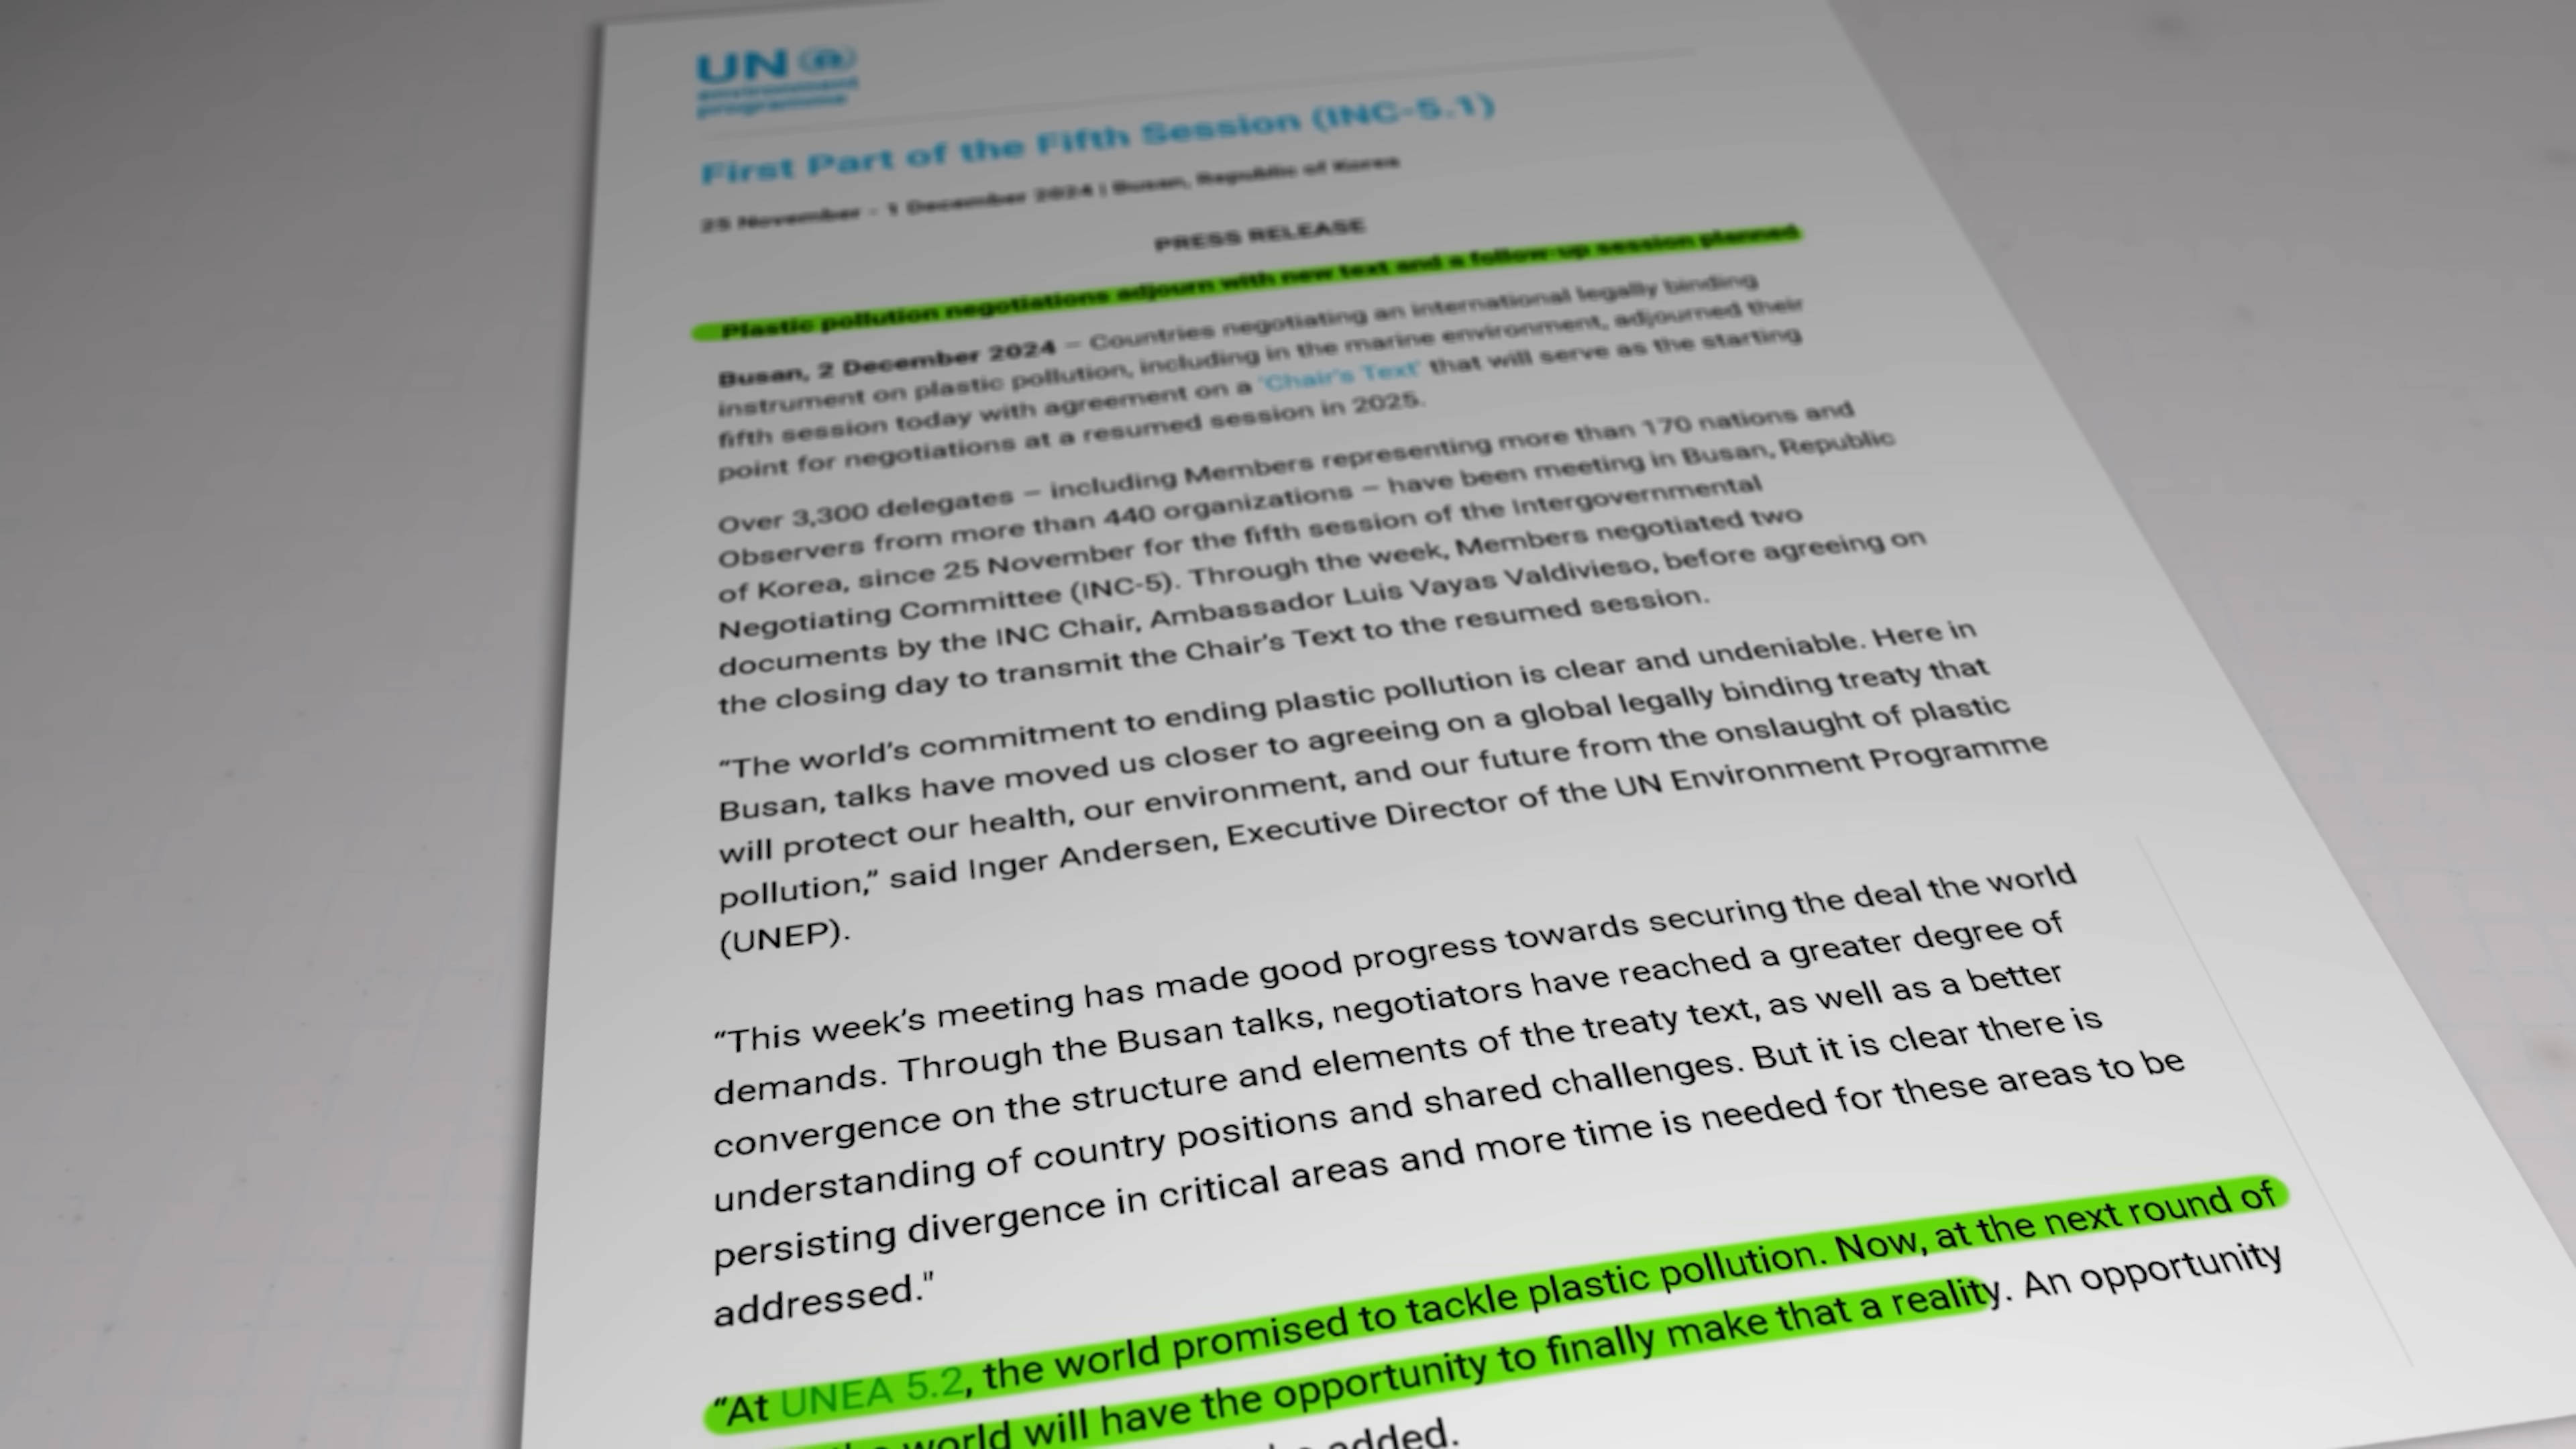 UN
environment
programme
First Part of the Fifth Session (INC-5.1)
25 November - 1 December 2024 | Busan, Republic of Korea
PRESS RELEASE
Plastic pollution negotiations adjourn with new text and a follow-up session planned
Busan, 2 December 2024 – Countries negotiating an international legally binding
instrument on plastic pollution, including in the marine environment, adjourned their
fifth session today with agreement on a ‘Chair’s Text’ that will serve as the starting
point for negotiations at a resumed session in 2025.
Over 3,300 delegates – including Members representing more than 170 nations and
Observers from more than 440 organizations – have been meeting in Busan, Republic
of Korea, since 25 November for the fifth session of the Intergovernmental
Negotiating Committee (INC-5). Through the week, Members negotiated two
documents by the INC Chair, Ambassador Luis Vayas Valdivieso, before agreeing on
the closing day to transmit the Chair’s Text to the resumed session.
“The world’s commitment to ending plastic pollution is clear and undeniable. Here in
Busan, talks have moved us closer to agreeing on a global legally binding treaty that
will protect our health, our environment, and our future from the onslaught of plastic
pollution,” said Inger Andersen, Executive Director of the UN Environment Programme
(UNEP).
“This week’s meeting has made good progress towards securing the deal the world
demands. Through the Busan talks, negotiators have reached a greater degree of
convergence on the structure and elements of the treaty text, as well as a better
understanding of country positions and shared challenges. But it is clear there is
persisting divergence in critical areas and more time is needed for these areas to be
addressed."
“At UNEA 5.2, the world promised to tackle plastic pollution. Now, at the next round of
the world will have the opportunity to finally make that a reality. An opportunity
added.